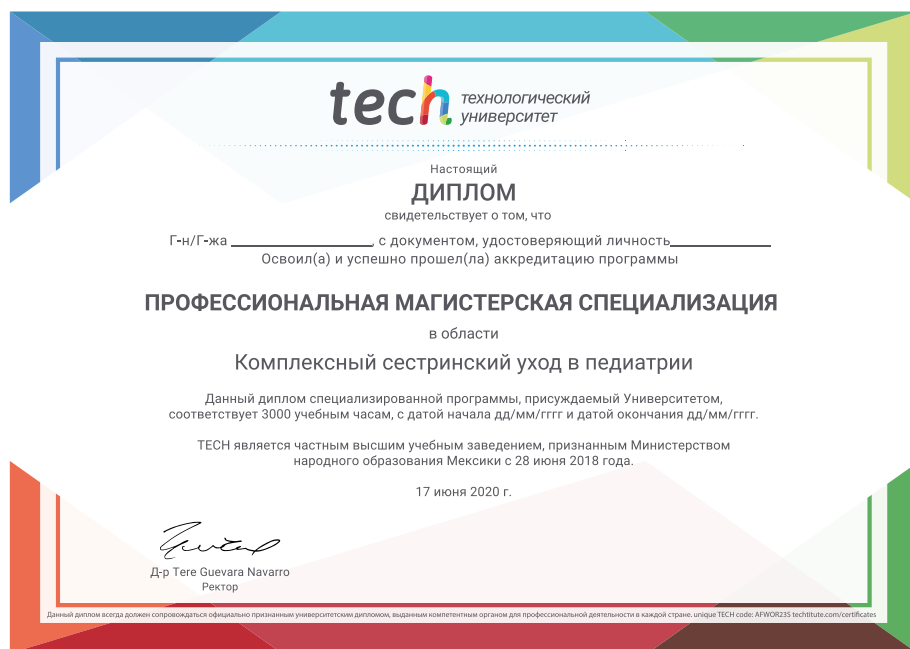 tech технологический университет
Настоящий
ДИПЛОМ
свидетельствует о том, что
Г-н/Г-жа ____________________, с документом, удостоверяющий личность______________
Освоил(а) и успешно прошел(ла) аккредитацию программы
ПРОФЕССИОНАЛЬНАЯ МАГИСТЕРСКАЯ СПЕЦИАЛИЗАЦИЯ
в области
Комплексный сестринский уход в педиатрии
Данный диплом специализированной программы, присуждаемый Университетом,
соответствует 3000 учебным часам, с датой начала дд/мм/гггг и датой окончания дд/мм/гггг.
TECH является частным высшим учебным заведением, признанным Министерством
народного образования Мексики с 28 июня 2018 года.
17 июня 2020 г.
Д-р Tere Guevara Navarro
Ректор
Данный диплом всегда должен сопровождаться официально признанным университетским дипломом, выданным компетентным органом для профессиональной деятельности в каждой стране. unique TECH code: AFWOR23S techtitute.com/certificates